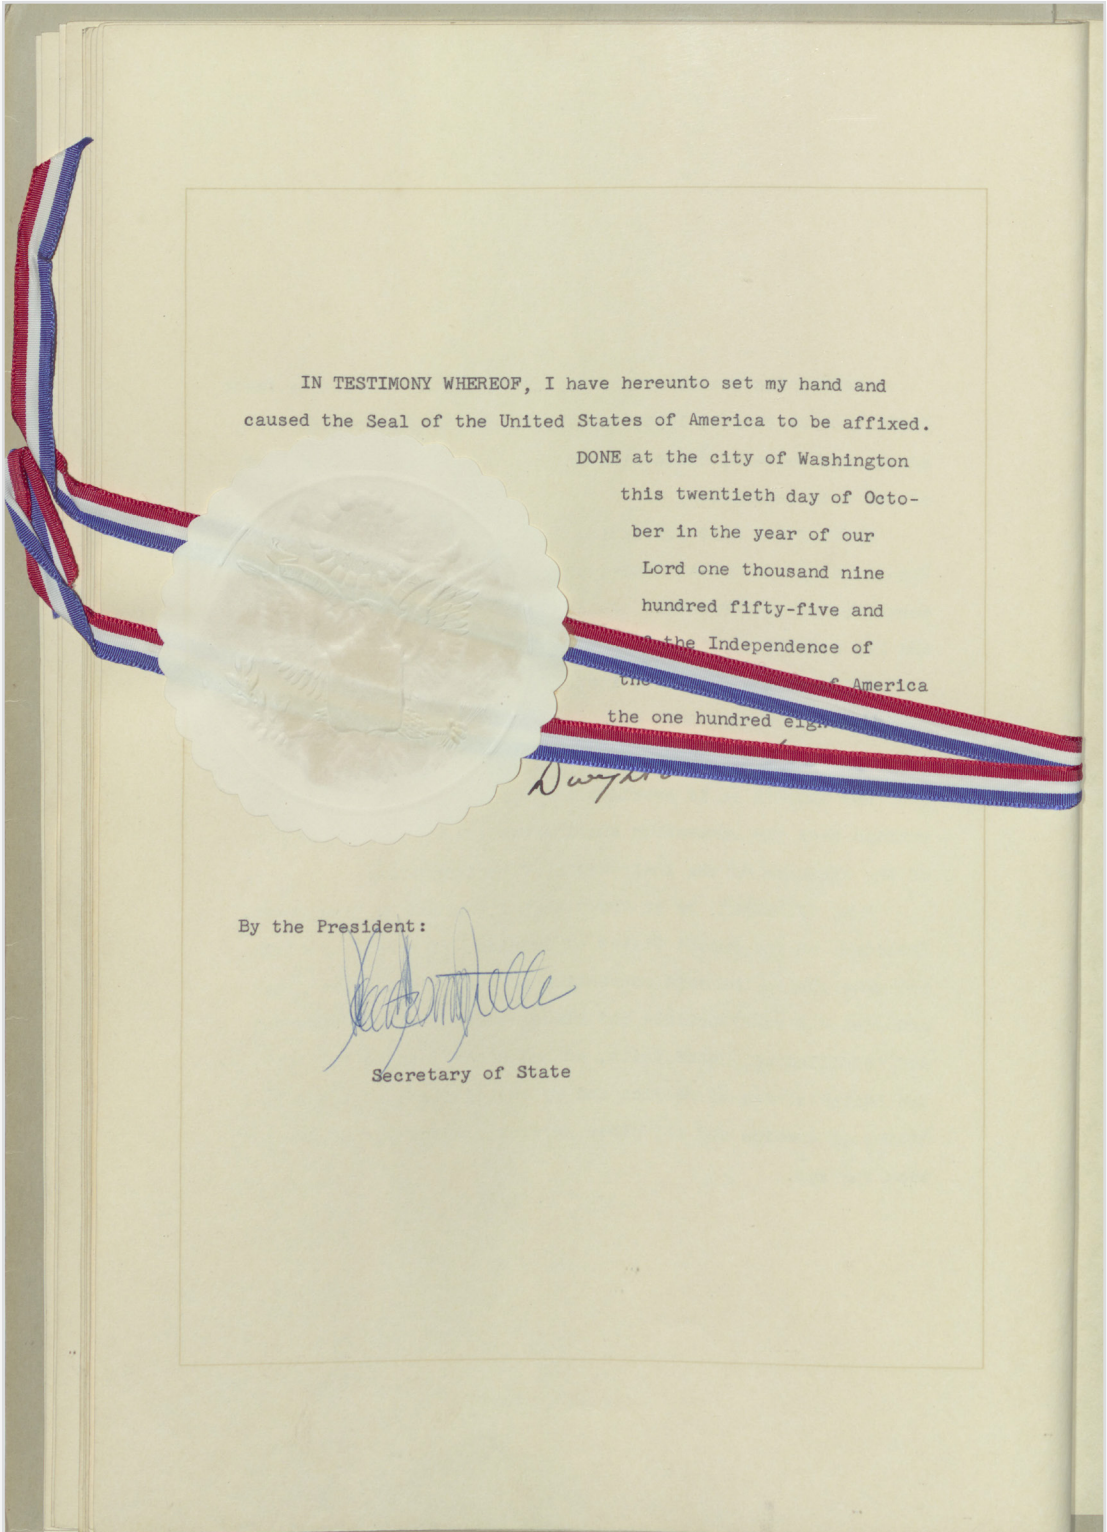 IN TESTIMONY WHEREOF, I have hereunto set my hand and
caused the Seal of the United States of America to be affixed.
DONE at the city of Washington
this twentieth day of Octo-
ber in the year of our
Lord one thousand nine
hundred fifty-five and
the Independence of
America
the one hundred
Dwight
By the President:
Secretary of State